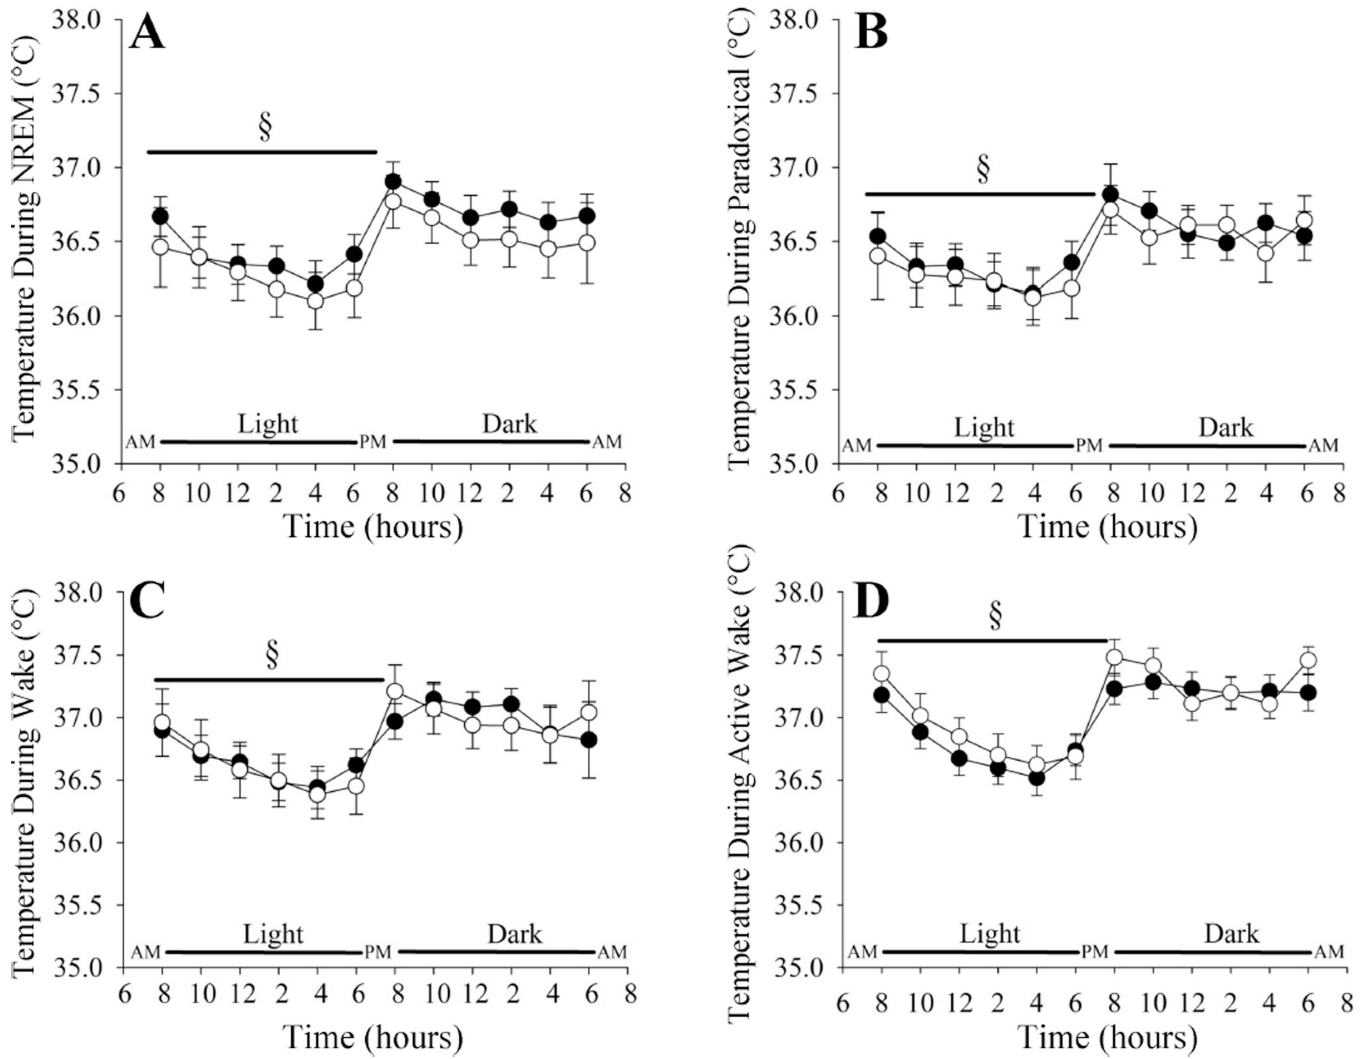 A
Temperature During NREM (°C)
38.0
37.5
37.0
36.5
36.0
35.5
35.0
§
AM Light PM Dark AM
6 8 10 12 2 4 6 8 10 12 2 4 6 8
Time (hours)
B
Temperature During Paradoxical (°C)
38.0
37.5
37.0
36.5
36.0
35.5
35.0
§
AM Light PM Dark AM
6 8 10 12 2 4 6 8 10 12 2 4 6 8
Time (hours)
C
Temperature During Wake (°C)
38.0
37.5
37.0
36.5
36.0
35.5
35.0
§
AM Light PM Dark AM
6 8 10 12 2 4 6 8 10 12 2 4 6 8
Time (hours)
D
Temperature During Active Wake (°C)
38.0
37.5
37.0
36.5
36.0
35.5
35.0
§
AM Light PM Dark AM
6 8 10 12 2 4 6 8 10 12 2 4 6 8
Time (hours)